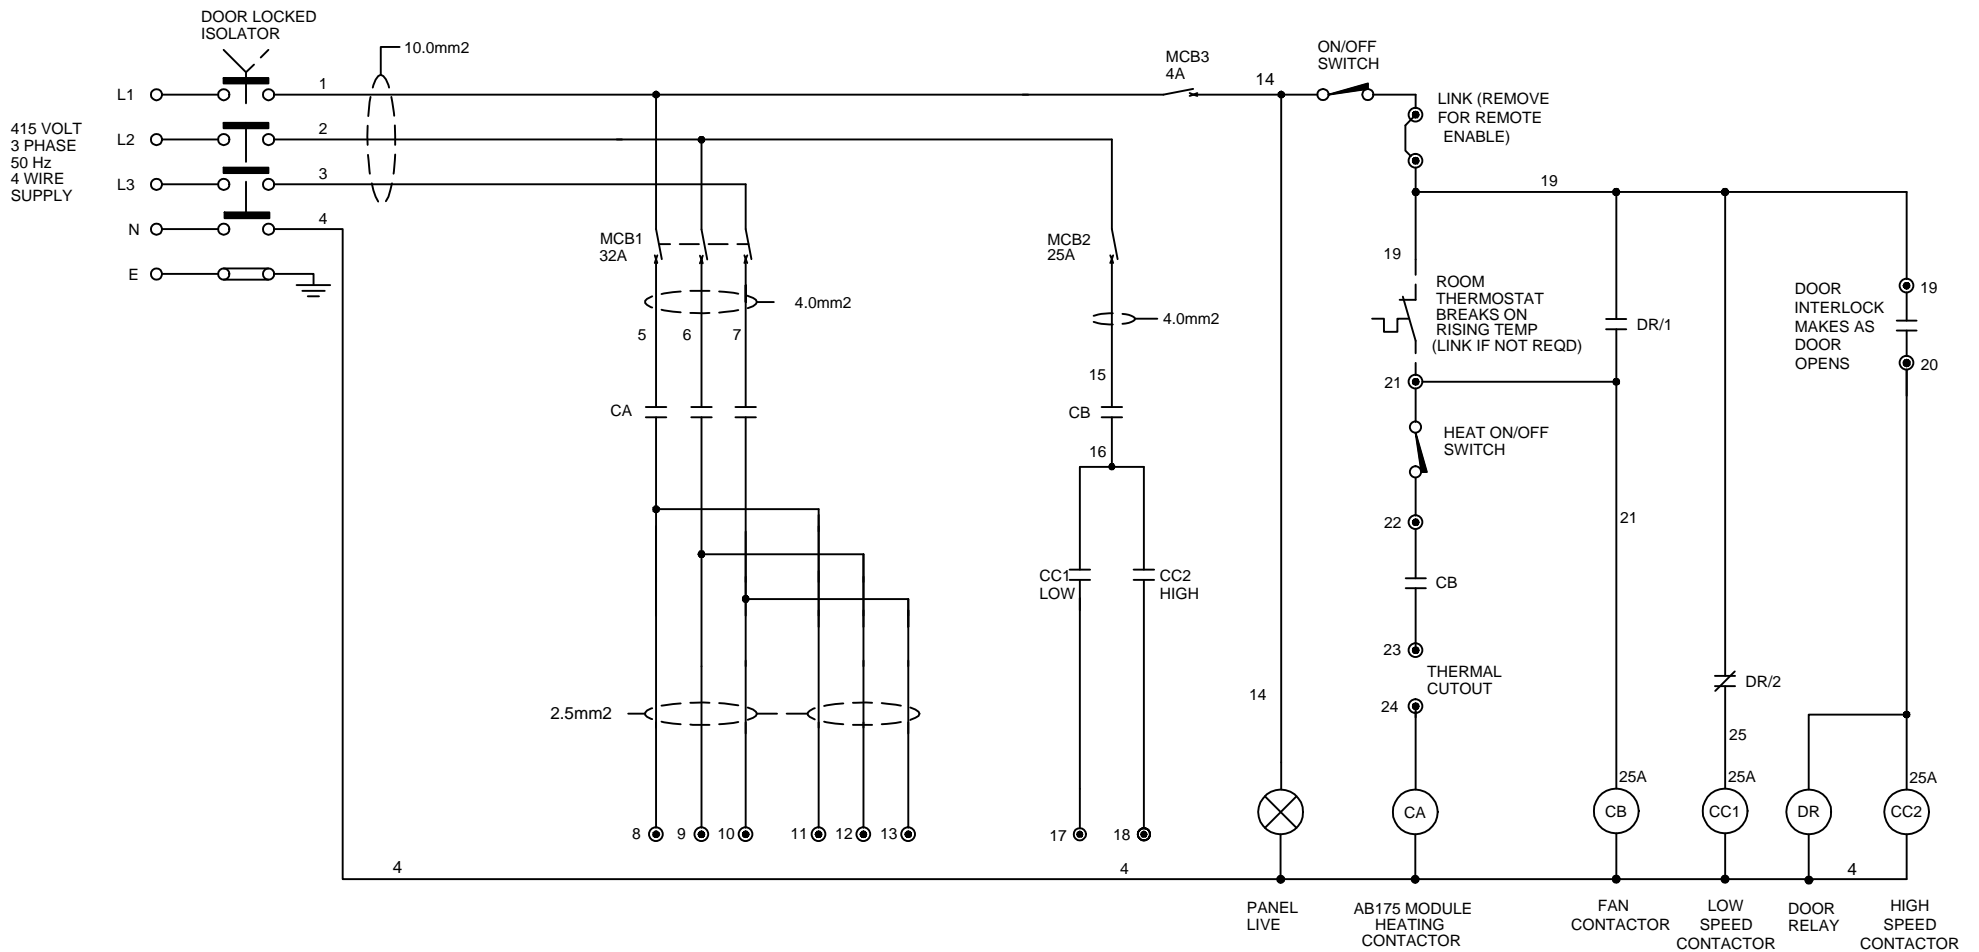 DOOR LOCKED
ISOLATOR
10.0mm2
L1
1
L2
2
L3
3
N
4
E
415 VOLT
3 PHASE
50 Hz
4 WIRE
SUPPLY
MCB3
4A
14
ON/OFF
SWITCH
LINK (REMOVE
FOR REMOTE
ENABLE)
19
MCB1
32A
4.0mm2
5
6
7
MCB2
25A
4.0mm2
15
CA
CB
16
19
ROOM
THERMOSTAT
BREAKS ON
RISING TEMP
(LINK IF NOT REQD)
DR/1
DOOR
INTERLOCK
MAKES AS
DOOR
OPENS
19
20
21
HEAT ON/OFF
SWITCH
22
21
CC1
LOW
CC2
HIGH
CB
23
THERMAL
CUTOUT
24
2.5mm2
14
DR/2
25
25A
25A
25A
CA
CB
CC1
DR
CC2
8
9
10
11
12
13
17
18
4
4
4
PANEL
LIVE
AB175 MODULE
HEATING
CONTACTOR
FAN
CONTACTOR
LOW
SPEED
CONTACTOR
DOOR
RELAY
HIGH
SPEED
CONTACTOR